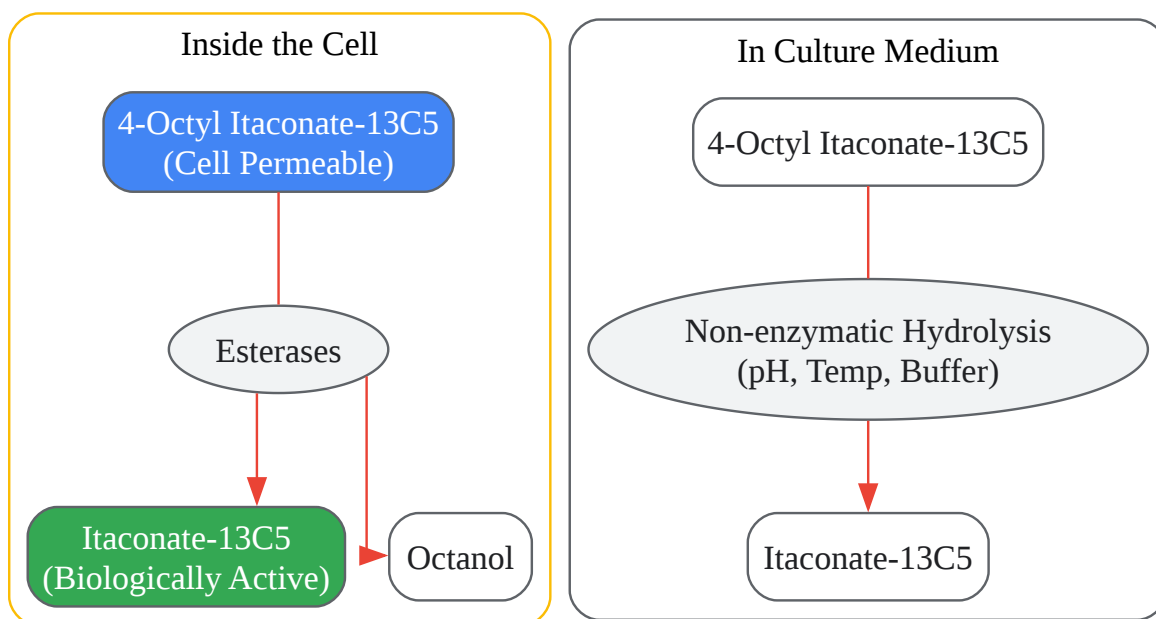 Inside the Cell
4-Octyl Itaconate-13C5
(Cell Permeable)
Esterases
Itaconate-13C5
(Biologically Active)
Octanol
In Culture Medium
4-Octyl Itaconate-13C5
Non-enzymatic Hydrolysis
(pH, Temp, Buffer)
Itaconate-13C5